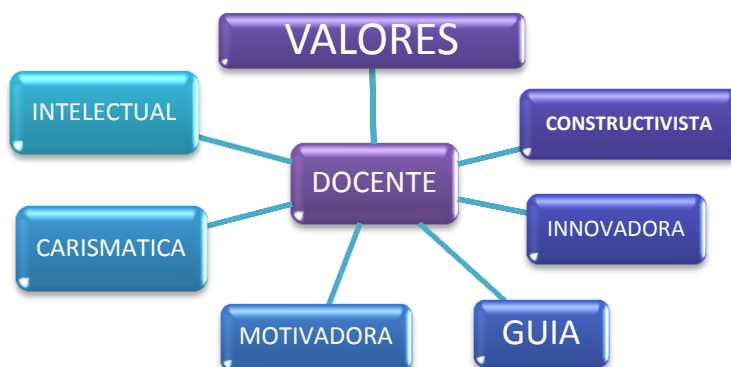 VALORES
INTELECTUAL
CONSTRUCTIVISTA
DOCENTE
CARISMATICA
INNOVADORA
MOTIVADORA
GUIA